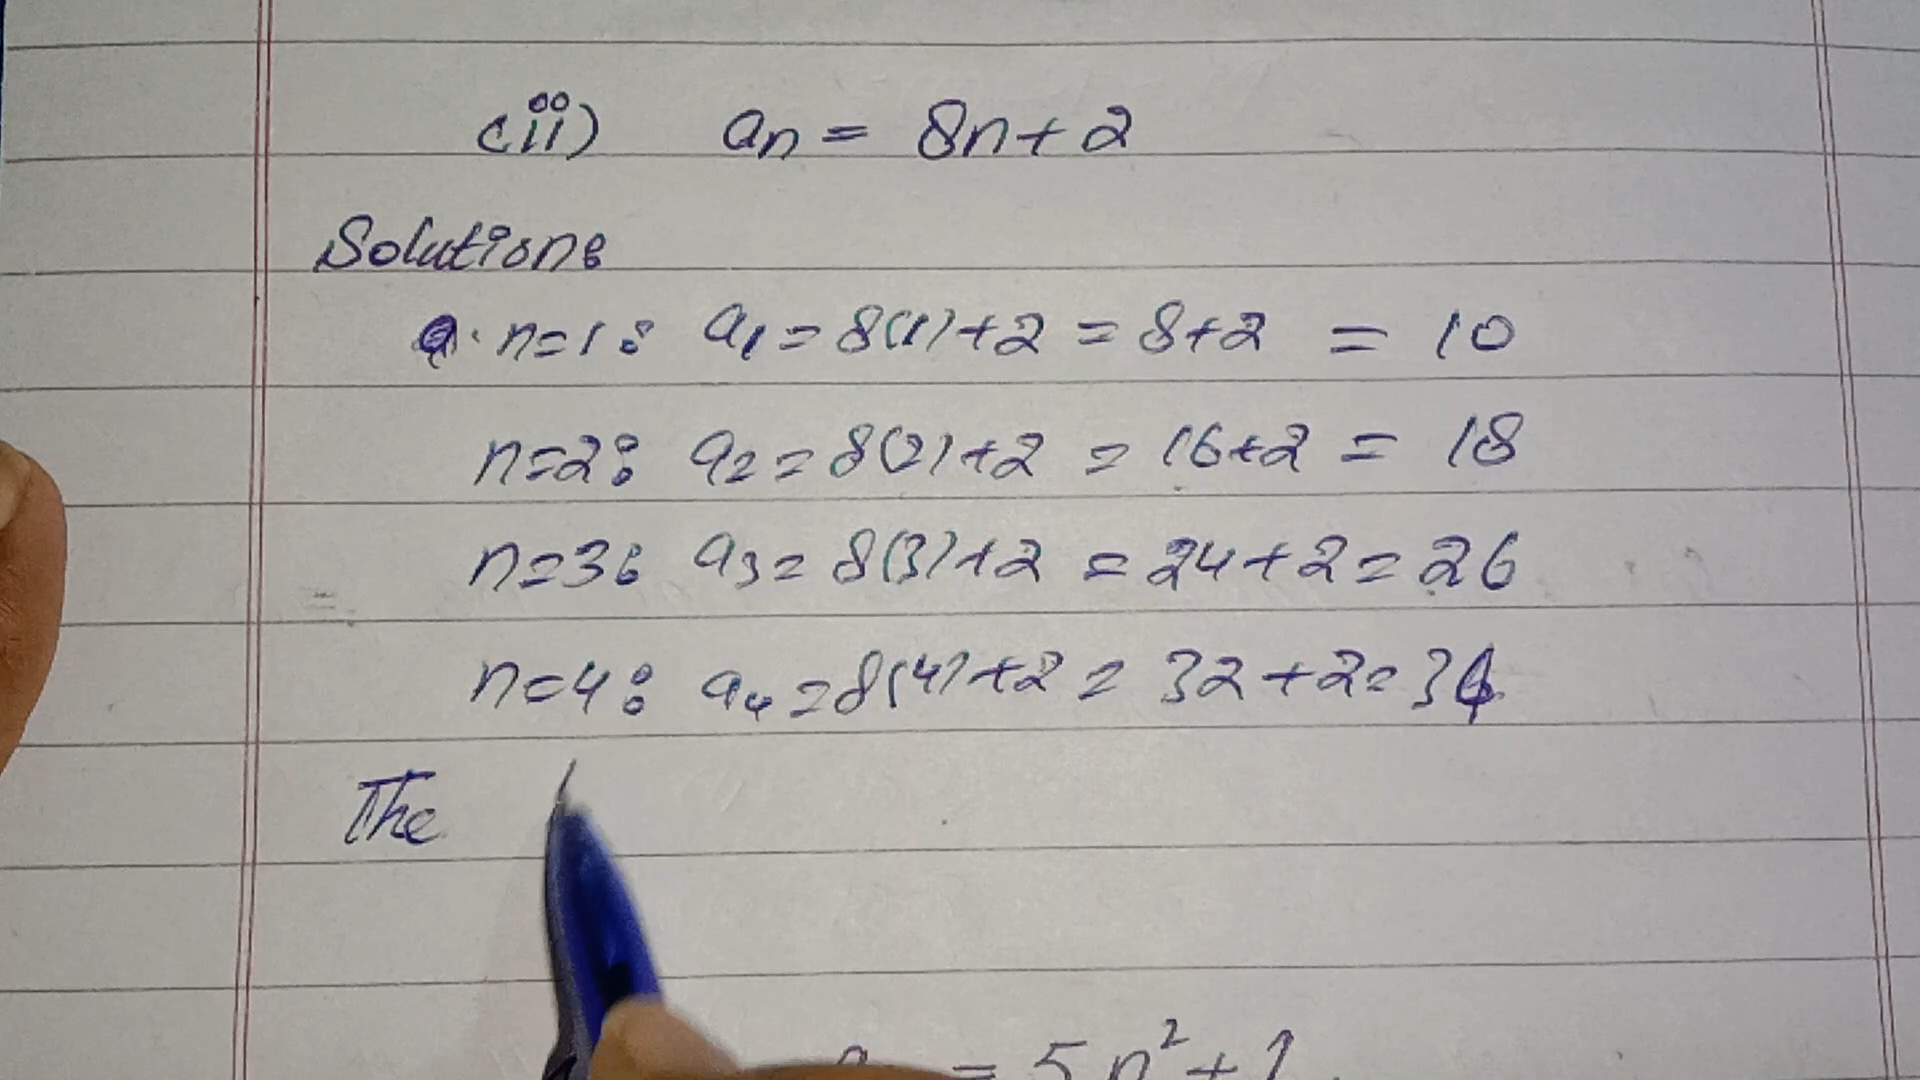 (ii) an = 8n+2
Solution:
n=1: a1 = 8(1)+2 = 8+2 = 10
n=2: a2 = 8(2)+2 = 16+2 = 18
n=3: a3 = 8(3)+2 = 24+2 = 26
n=4: a4 = 8(4)+2 = 32+2 = 34
The
= 5n²+1